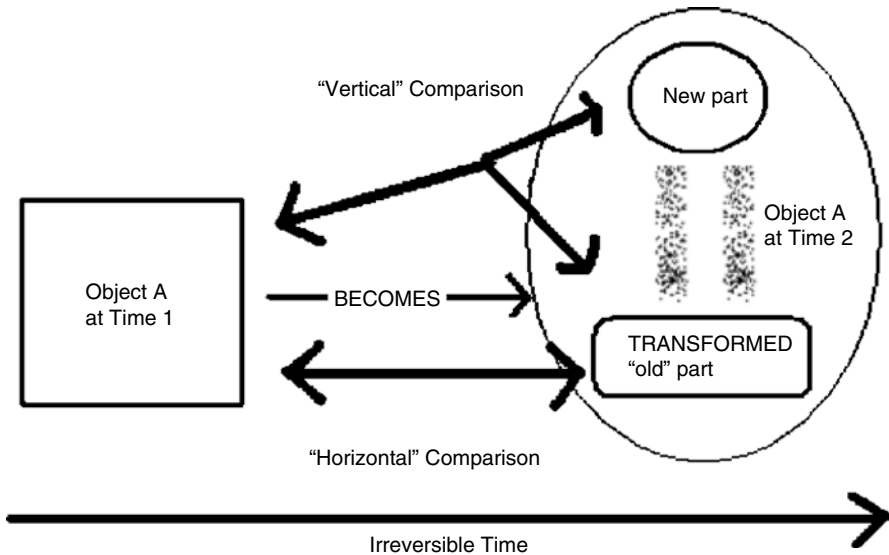 “Vertical” Comparison
New part
Object A
at Time 2
Object A
at Time 1
BECOMES
TRANSFORMED
“old” part
“Horizontal” Comparison
Irreversible Time